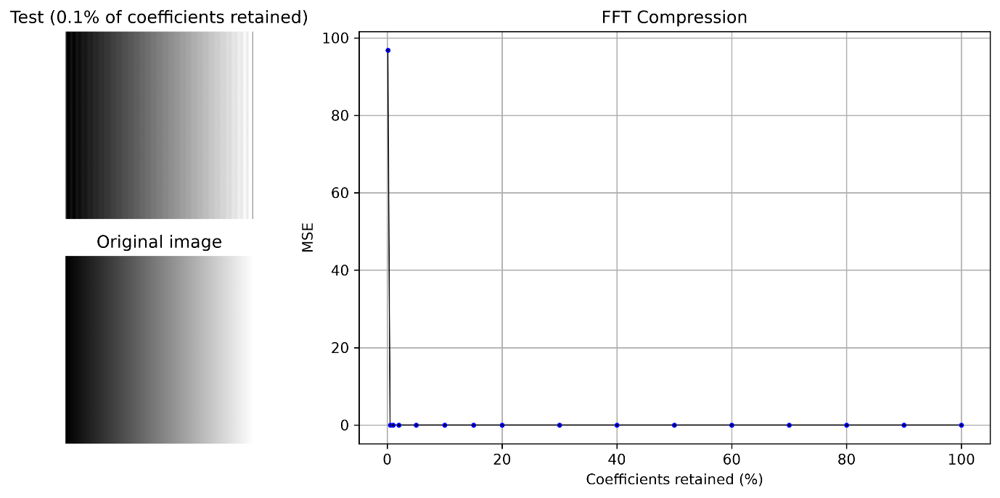 Test (0.1% of coefficients retained)
Original image
FFT Compression
100
80
60
40
20
0
MSE
0 20 40 60 80 100
Coefficients retained (%)